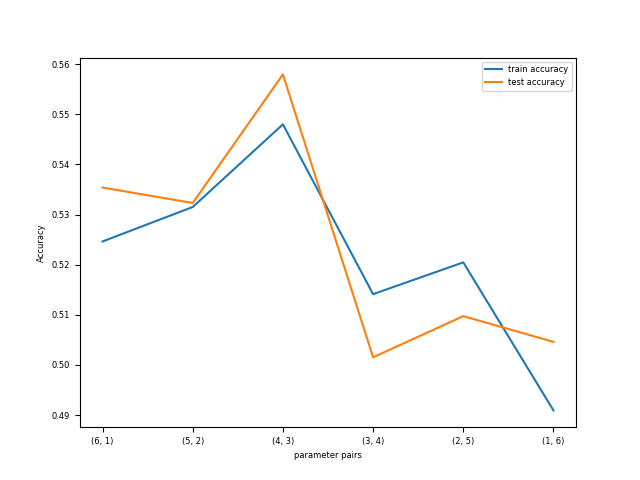 0.56
0.55
0.54
0.53
0.52
0.51
0.50
0.49
Accuracy
train accuracy
test accuracy
(6, 1) (5, 2) (4, 3) (3, 4) (2, 5) (1, 6)
parameter pairs